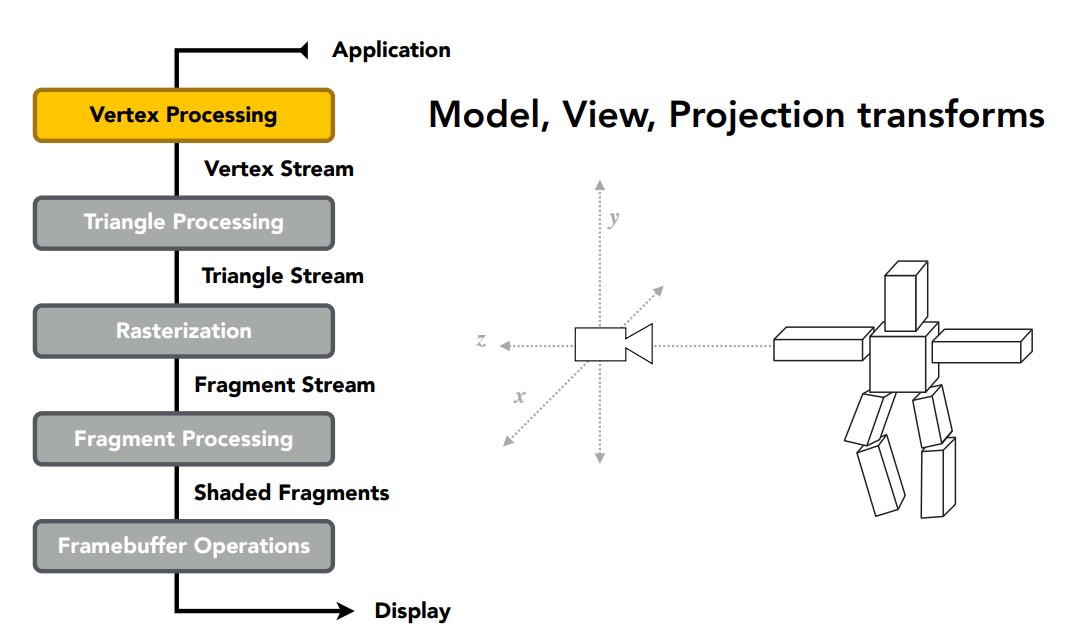 Application
Vertex Processing
Model, View, Projection transforms
Vertex Stream
Triangle Processing
Triangle Stream
Rasterization
Fragment Stream
Fragment Processing
Shaded Fragments
Framebuffer Operations
Display
y
z
x